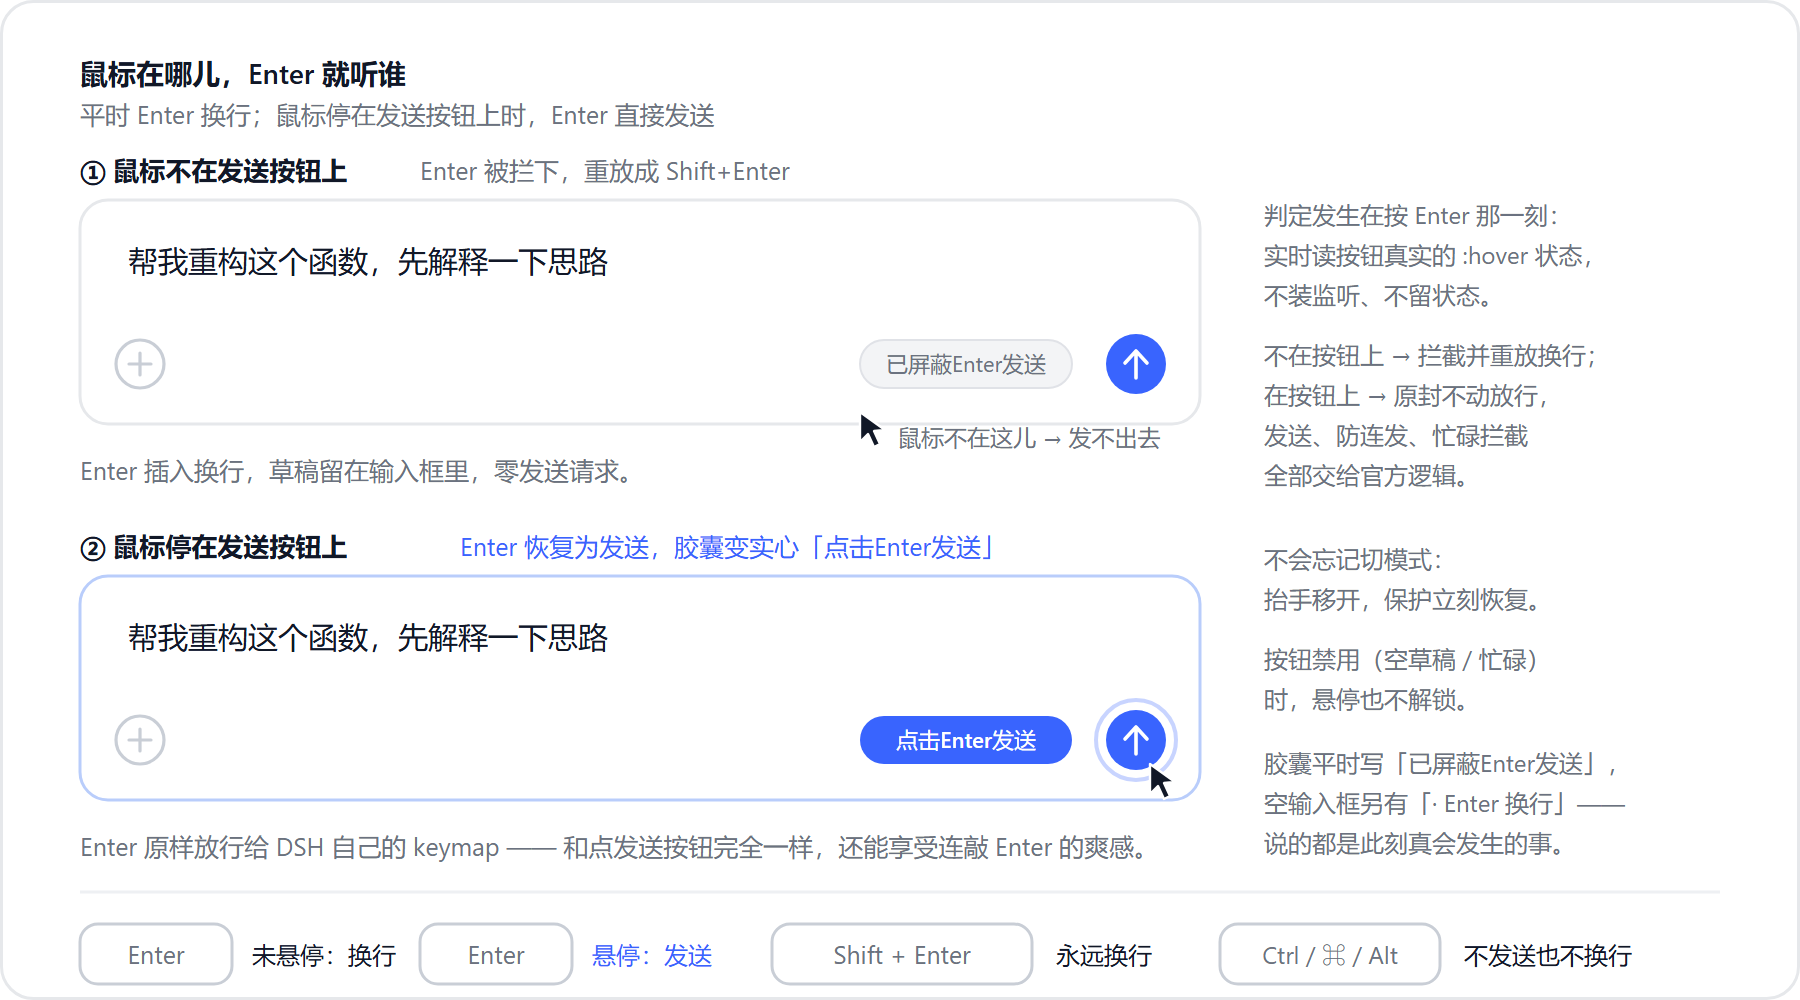 鼠标在哪儿，Enter 就听谁
平时 Enter 换行；鼠标停在发送按钮上时，Enter 直接发送
① 鼠标不在发送按钮上
Enter 被拦下，重放成 Shift+Enter
帮我重构这个函数，先解释一下思路
已屏蔽Enter发送
鼠标不在这儿 → 发不出去
Enter 插入换行，草稿留在输入框里，零发送请求。
判定发生在按 Enter 那一刻：
实时读按钮真实的 :hover 状态，
不装监听、不留状态。
不在按钮上 → 拦截并重放换行；
在按钮上 → 原封不动放行，
发送、防连发、忙碌拦截
全部交给官方逻辑。
② 鼠标停在发送按钮上
Enter 恢复为发送，胶囊变实心「点击Enter发送」
帮我重构这个函数，先解释一下思路
点击Enter发送
Enter 原样放行给 DSH 自己的 keymap —— 和点发送按钮完全一样，还能享受连敲 Enter 的爽感。
不会忘记切模式：
抬手移开，保护立刻恢复。
按钮禁用（空草稿 / 忙碌）
时，悬停也不解锁。
胶囊平时写「已屏蔽Enter发送」，
空输入框另有「· Enter 换行」——
说的都是此刻真会发生的事。
Enter
未悬停：换行
Enter
悬停：发送
Shift + Enter
永远换行
Ctrl / ⌘ / Alt
不发送也不换行